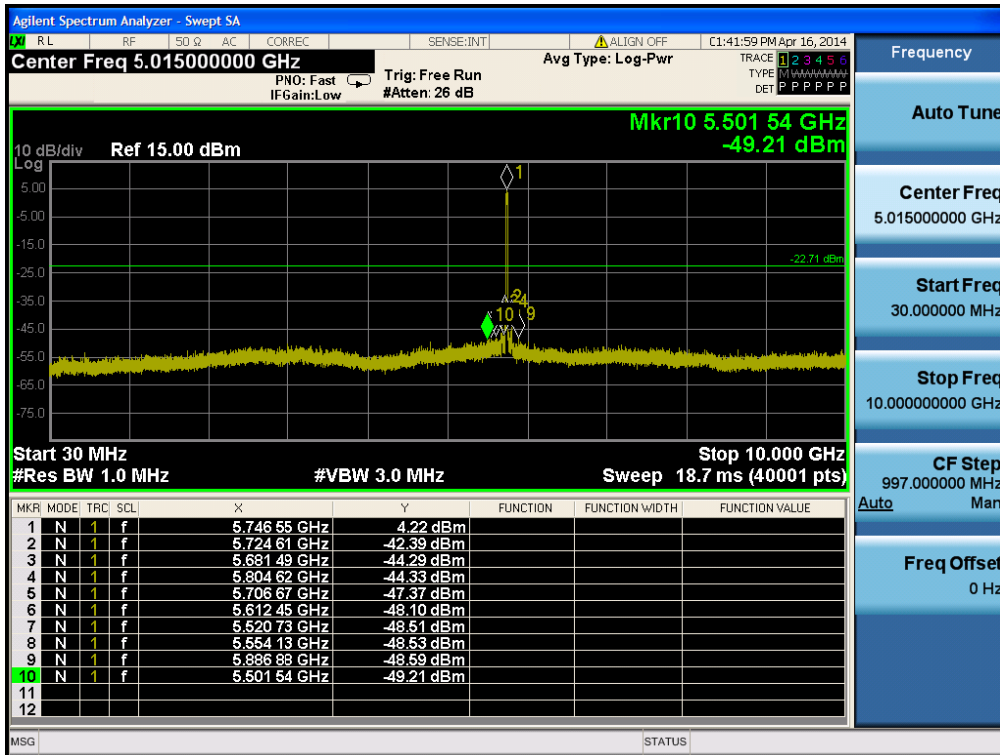 Agilent Spectrum Analyzer - Swept SA
LXI RL RF 50 Ω AC CORREC SENSE:INT ALIGN OFF 01:41:59 PM Apr 16, 2014
Center Freq 5.015000000 GHz
PNO: Fast
IFGain:Low
Trig: Free Run
#Atten: 26 dB
Avg Type: Log-Pwr
TRACE 1 2 3 4 5 6
TYPE M
DET P P P P P P
Mkr10 5.501 54 GHz
-49.21 dBm
10 dB/div Ref 15.00 dBm
Log
1
5.00
-5.00
-15.0
-22.71 dBm
-25.0
-35.0
-45.0
-55.0
-65.0
-75.0
2
4
10
9
Start 30 MHz Stop 10.000 GHz
#Res BW 1.0 MHz #VBW 3.0 MHz Sweep 18.7 ms (40001 pts)
MKR MODE TRC SCL X Y FUNCTION FUNCTION WIDTH FUNCTION VALUE
1 N 1 f 5.746 55 GHz 4.22 dBm
2 N 1 f 5.724 61 GHz -42.39 dBm
3 N 1 f 5.681 49 GHz -44.29 dBm
4 N 1 f 5.804 62 GHz -44.33 dBm
5 N 1 f 5.706 67 GHz -47.37 dBm
6 N 1 f 5.612 45 GHz -48.10 dBm
7 N 1 f 5.520 73 GHz -48.51 dBm
8 N 1 f 5.554 13 GHz -48.53 dBm
9 N 1 f 5.886 88 GHz -48.59 dBm
10 N 1 f 5.501 54 GHz -49.21 dBm
11
12
MSG STATUS
Frequency
Auto Tune
Center Freq
5.015000000 GHz
Start Freq
30.000000 MHz
Stop Freq
10.000000000 GHz
CF Step
997.000000 MHz
Auto Man
Freq Offset
0 Hz